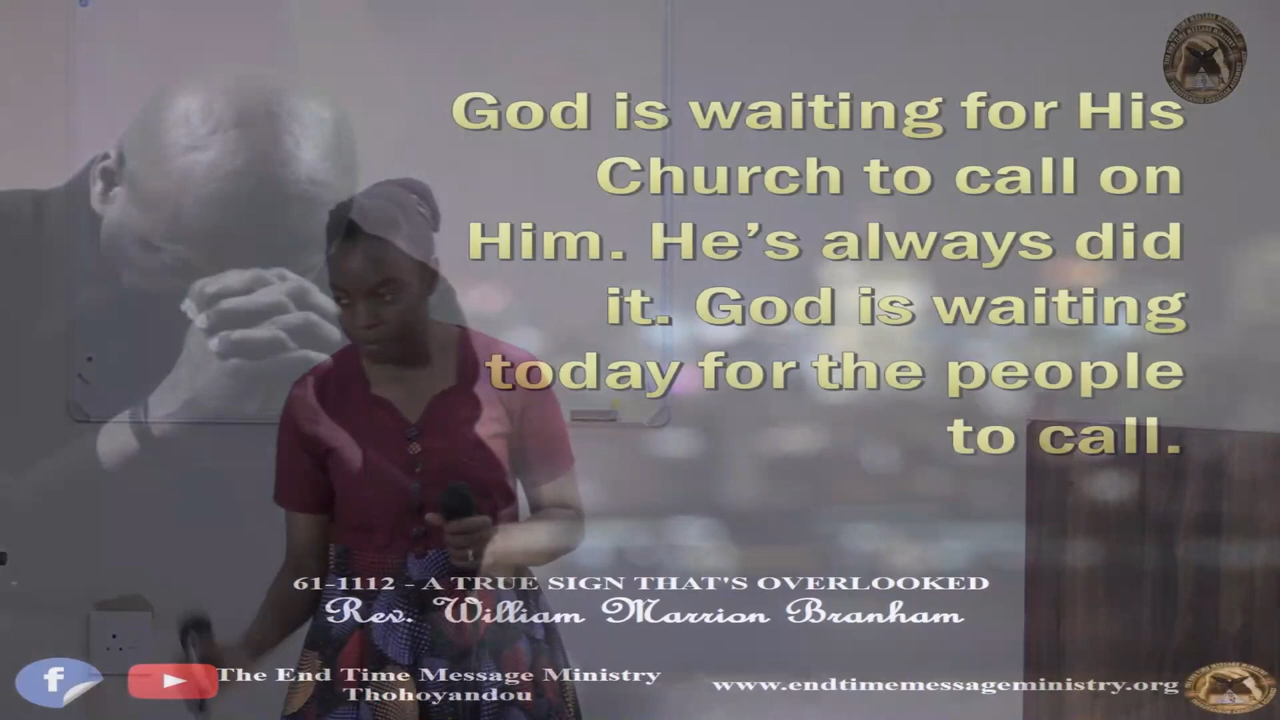 God is waiting for His
Church to call on
Him. He’s always did
it. God is waiting
today for the people
to call.
61-1112 - A TRUE SIGN THAT'S OVERLOOKED
Rev. William Marrion Branham
f
The End Time Message Ministry
Thohoyandou
www.endtimemessageministry.org